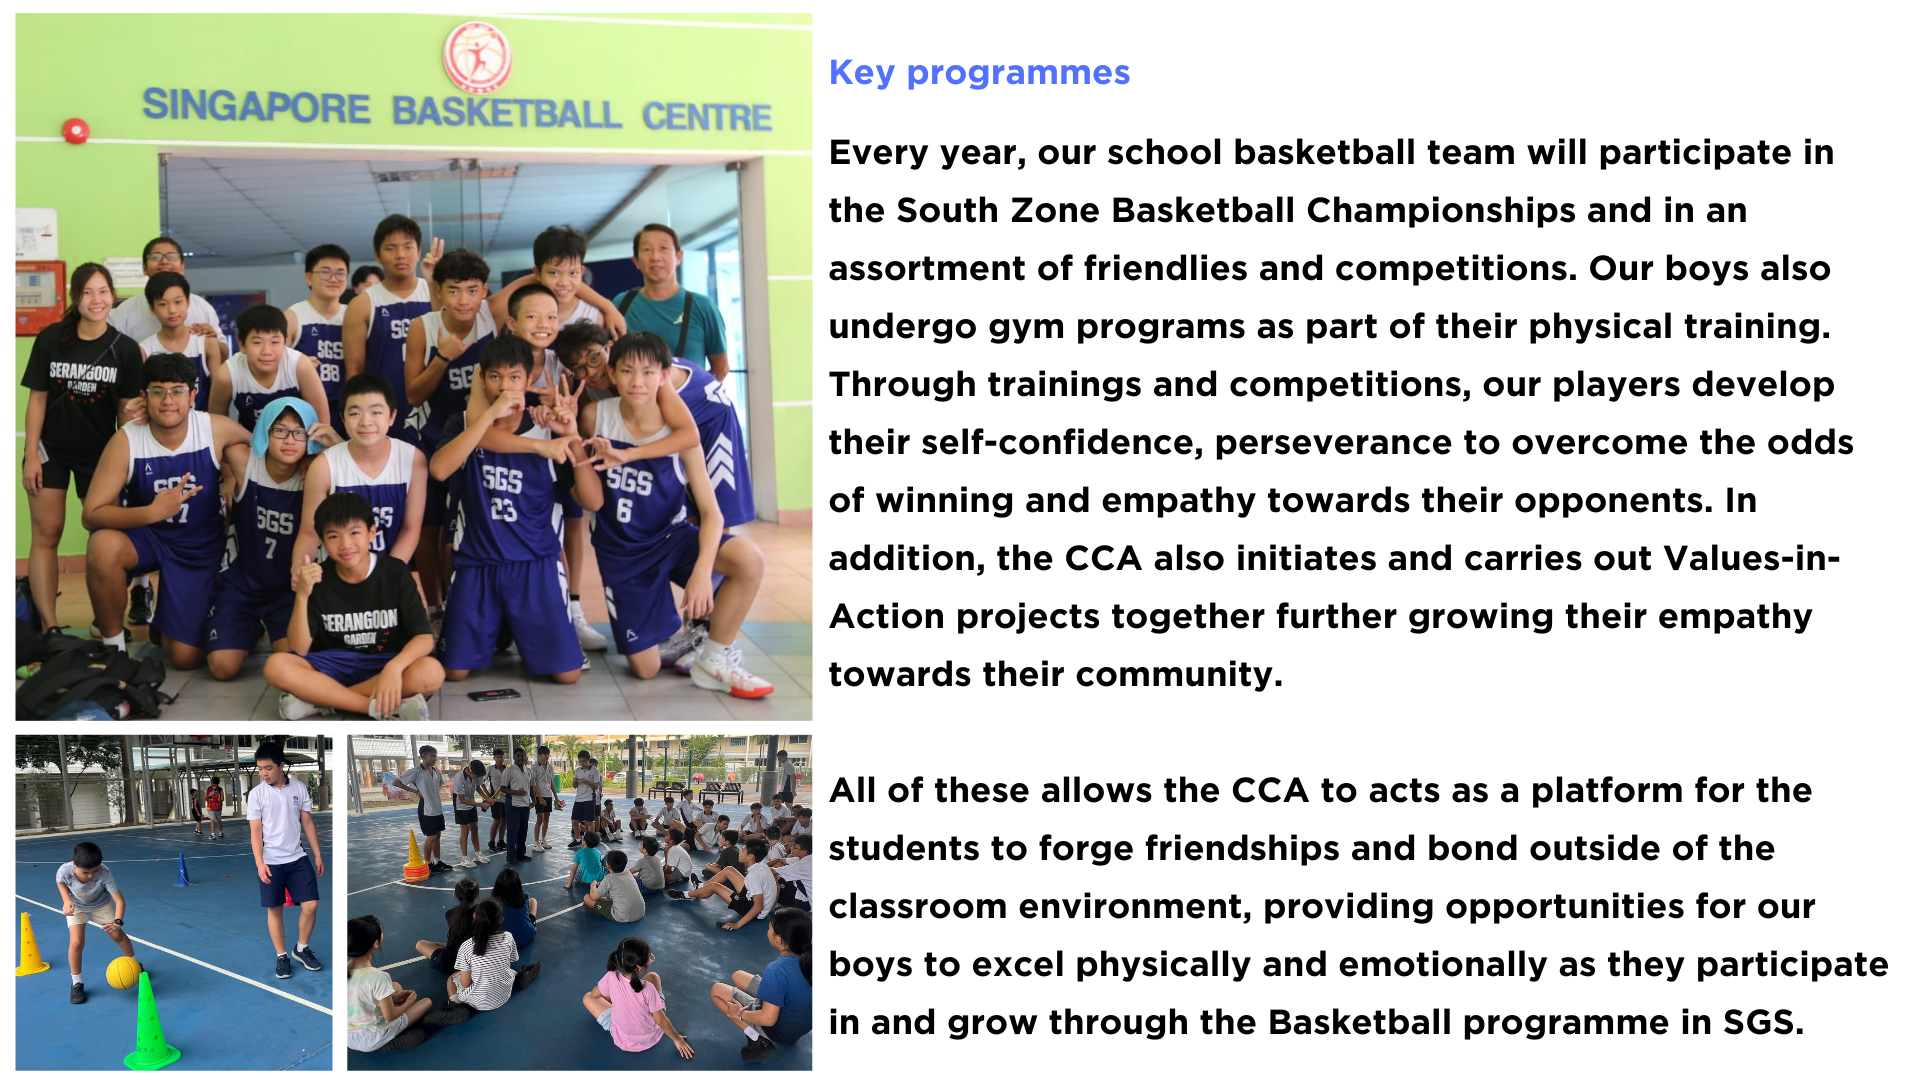 SINGAPORE BASKETBALL CENTRE
SERANGOON
GARDEN
SGS
88
SGS
SGS
SGS
23
SGS
6
SGS
SGS
7
SERANGOON
GARDEN
Key programmes
Every year, our school basketball team will participate in
the South Zone Basketball Championships and in an
assortment of friendlies and competitions. Our boys also
undergo gym programs as part of their physical training.
Through trainings and competitions, our players develop
their self-confidence, perseverance to overcome the odds
of winning and empathy towards their opponents. In
addition, the CCA also initiates and carries out Values-in-
Action projects together further growing their empathy
towards their community.
All of these allows the CCA to acts as a platform for the
students to forge friendships and bond outside of the
classroom environment, providing opportunities for our
boys to excel physically and emotionally as they participate
in and grow through the Basketball programme in SGS.